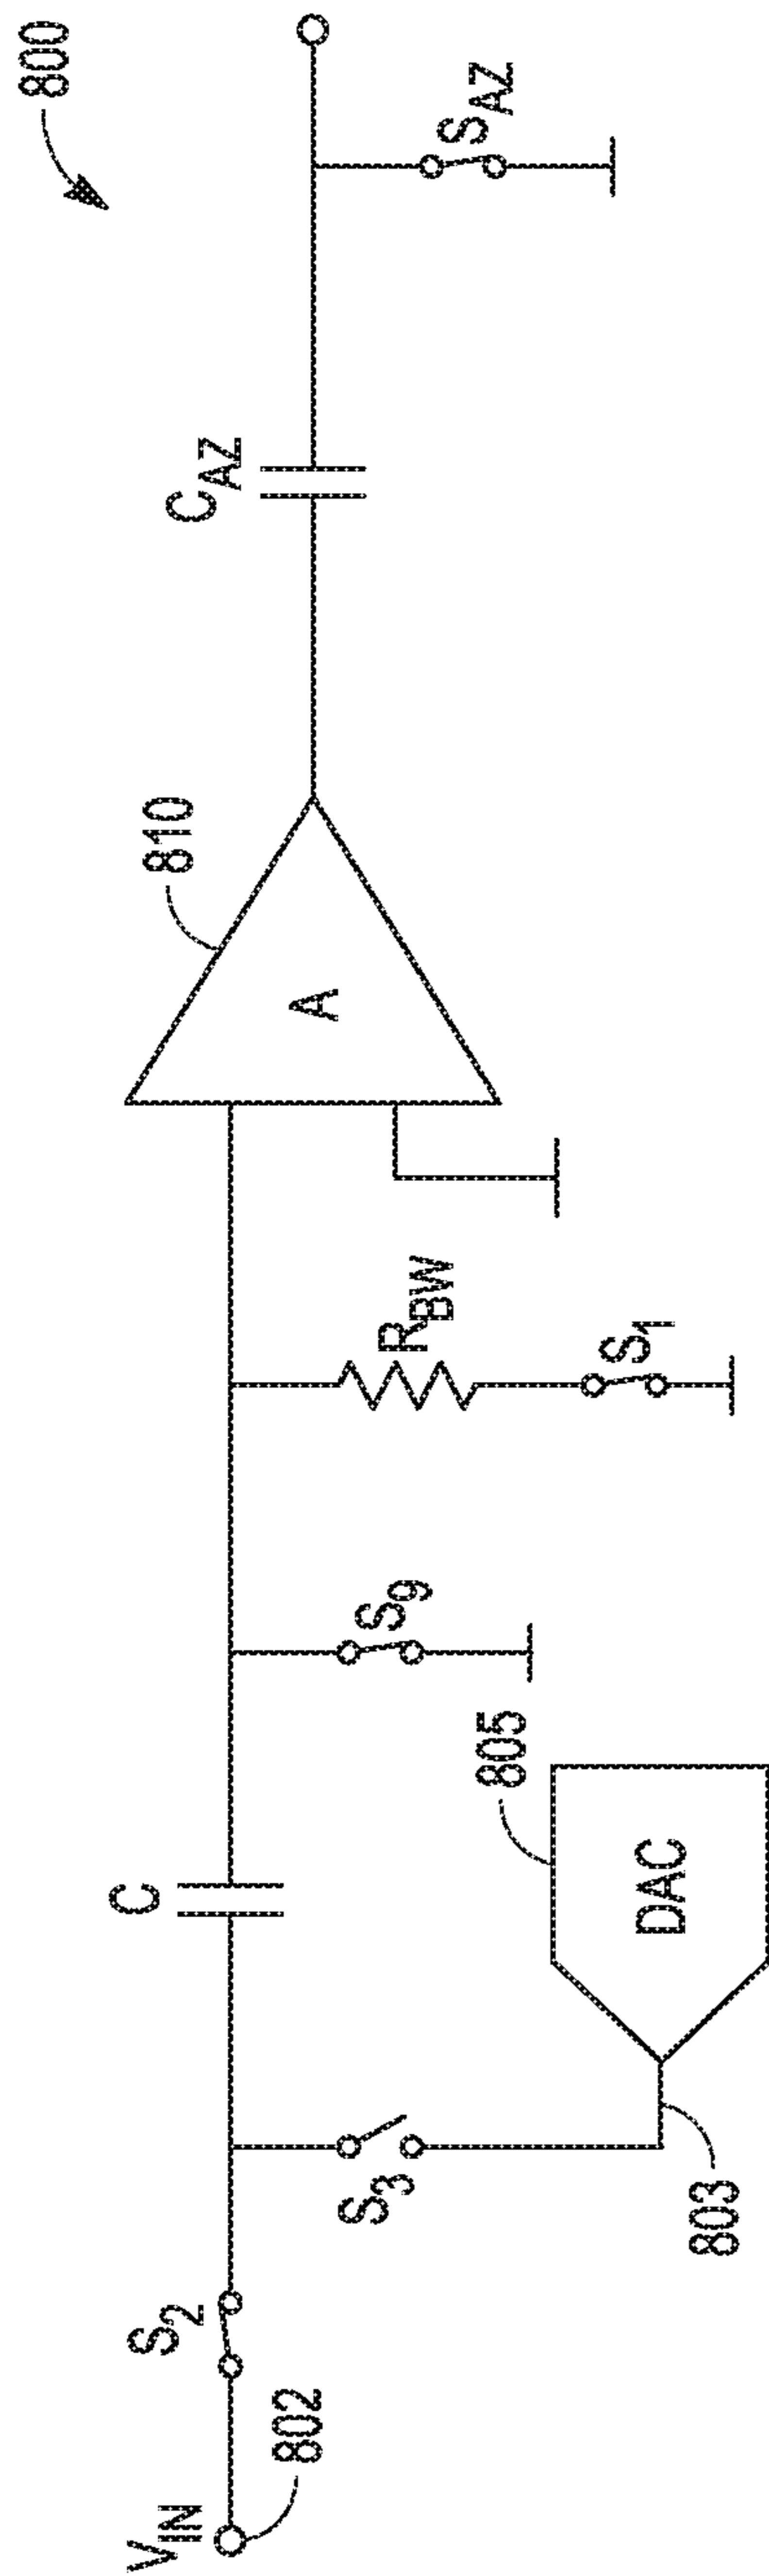 800
V_IN
802
S_2
S_3
803
DAC
805
C
S_9
R_BW
S_1
A
810
C_AZ
S_AZ